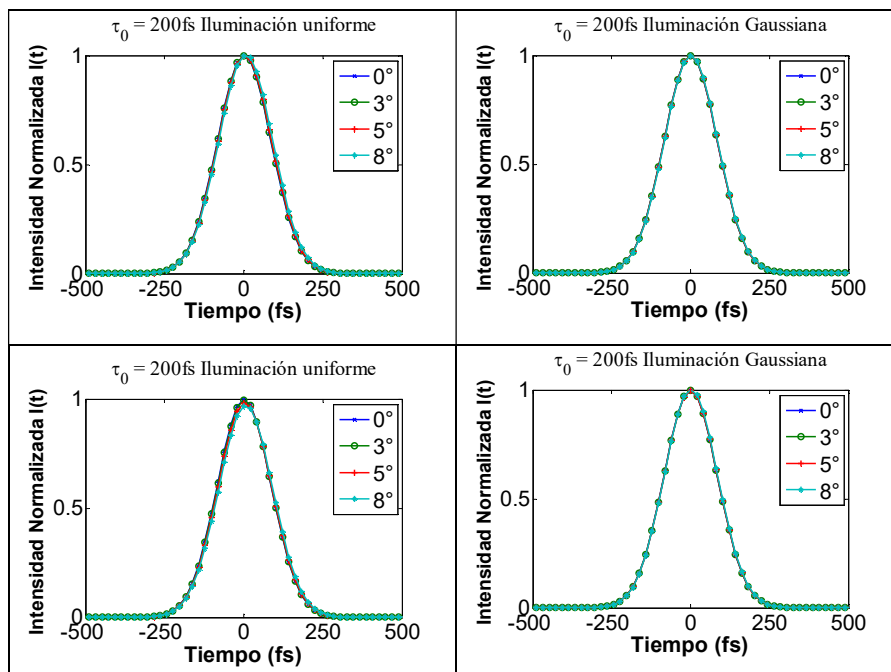 τ0 = 200fs Iluminación uniforme
Intensidad Normalizada I(t)
1
0.5
0
-500 -250 0 250 500
Tiempo (fs)
0°
3°
5°
8°
τ0 = 200fs Iluminación Gaussiana
Intensidad Normalizada I(t)
1
0.5
0
-500 -250 0 250 500
Tiempo (fs)
0°
3°
5°
8°
τ0 = 200fs Iluminación uniforme
Intensidad Normalizada I(t)
1
0.5
0
-500 -250 0 250 500
Tiempo (fs)
0°
3°
5°
8°
τ0 = 200fs Iluminación Gaussiana
Intensidad Normalizada I(t)
1
0.5
0
-500 -250 0 250 500
Tiempo (fs)
0°
3°
5°
8°